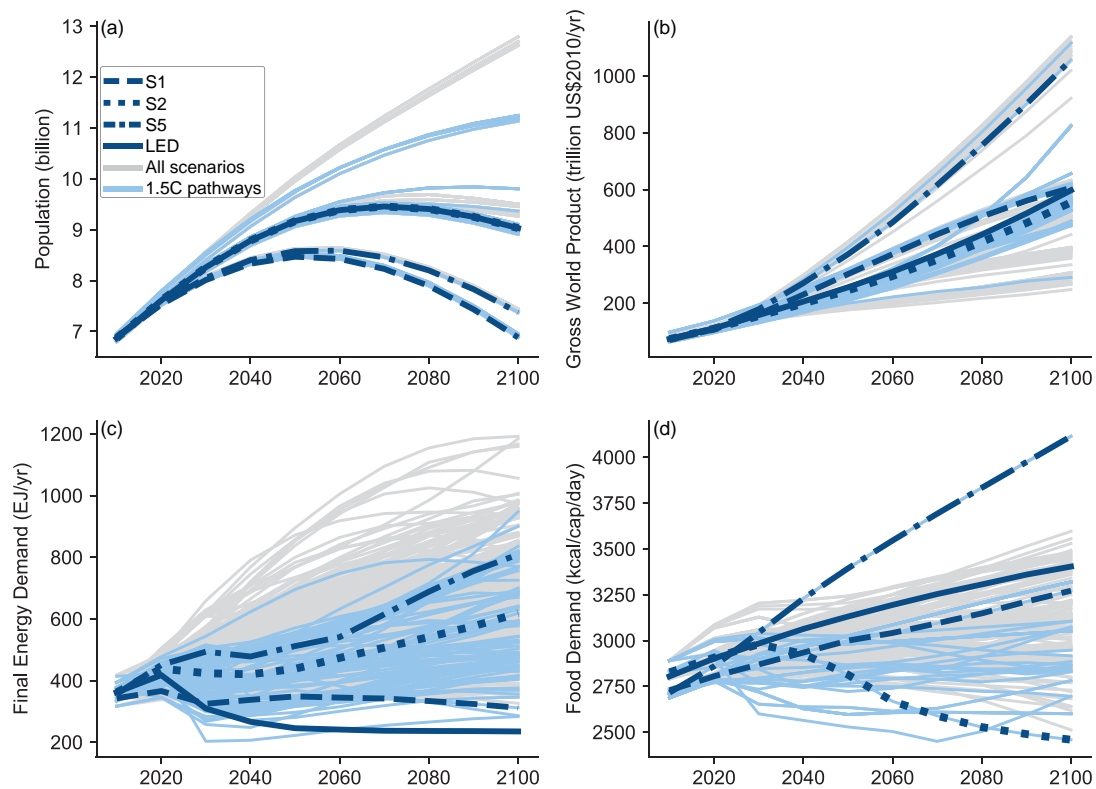 (a)
Population (billion)
13
12
11
10
9
8
7
S1
S2
S5
LED
All scenarios
1.5C pathways
2020 2040 2060 2080 2100
(b)
Gross World Product (trillion US$2010/yr)
1000
800
600
400
200
2020 2040 2060 2080 2100
(c)
Final Energy Demand (EJ/yr)
1200
1000
800
600
400
200
2020 2040 2060 2080 2100
(d)
Food Demand (kcal/cap/day)
4000
3750
3500
3250
3000
2750
2500
2020 2040 2060 2080 2100